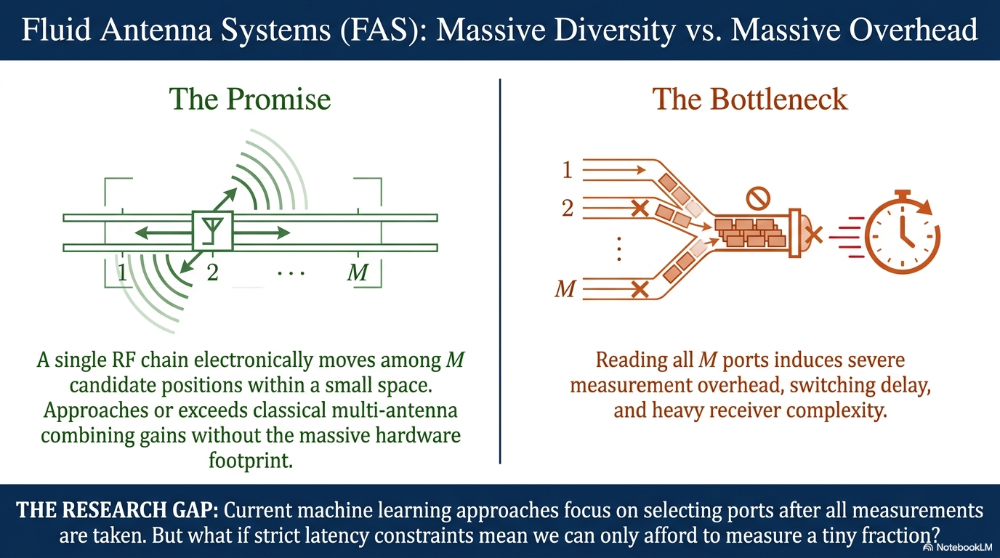 Fluid Antenna Systems (FAS): Massive Diversity vs. Massive Overhead
The Promise
1
2
...
M
A single RF chain electronically moves among M
candidate positions within a small space.
Approaches or exceeds classical multi-antenna
combining gains without the massive hardware
footprint.
The Bottleneck
1
2
⋮
M
Reading all M ports induces severe
measurement overhead, switching delay,
and heavy receiver complexity.
THE RESEARCH GAP: Current machine learning approaches focus on selecting ports after all measurements
are taken. But what if strict latency constraints mean we can only afford to measure a tiny fraction?
NotebookLM